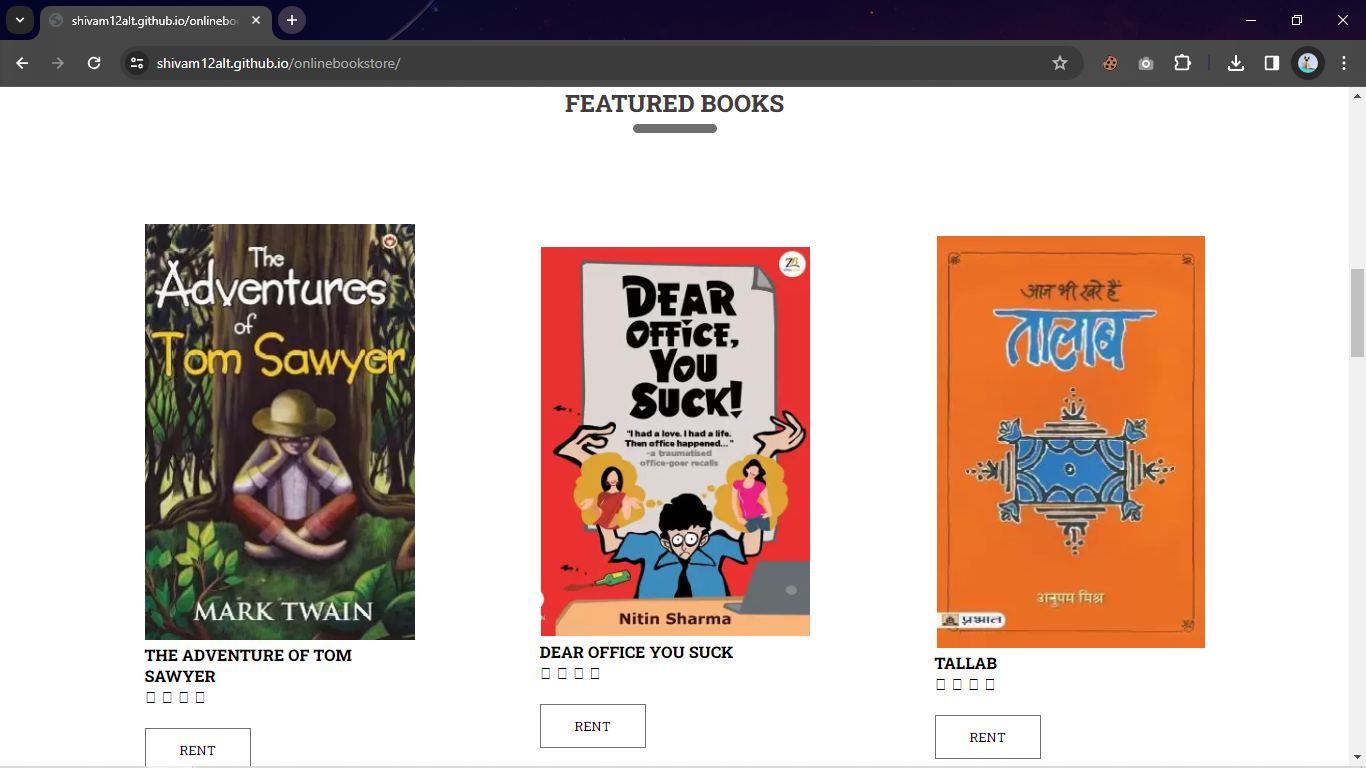 shivam12alt.github.io/onlinebo
shivam12alt.github.io/onlinebookstore/
FEATURED BOOKS
The
Adventures
of
Tom Sawyer
MARK TWAIN
THE ADVENTURE OF TOM
SAWYER
RENT
DEAR
OFFICE,
YOU
SUCK!
"I had a love. I had a life.
Then office happened..."
-a traumatised
office-goer recalls
Nitin Sharma
DEAR OFFICE YOU SUCK
RENT
आज भी खरे हैं
तालाब
अनुपम मिश्र
प्रभात
TALLAB
RENT